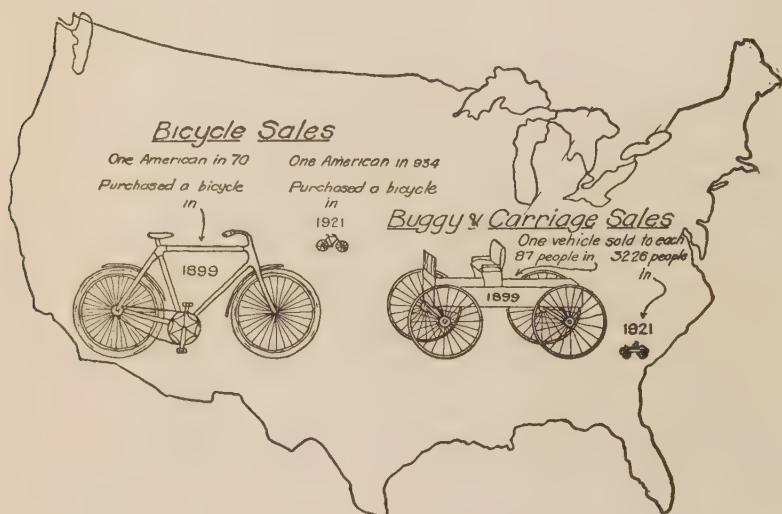 Bicycle Sales
One American in 70
Purchased a bicycle
in
1899
One American in 934
Purchased a bicycle
in
1921
Buggy & Carriage Sales
One vehicle sold to each
87 people in 3226 people
in
1899
1921